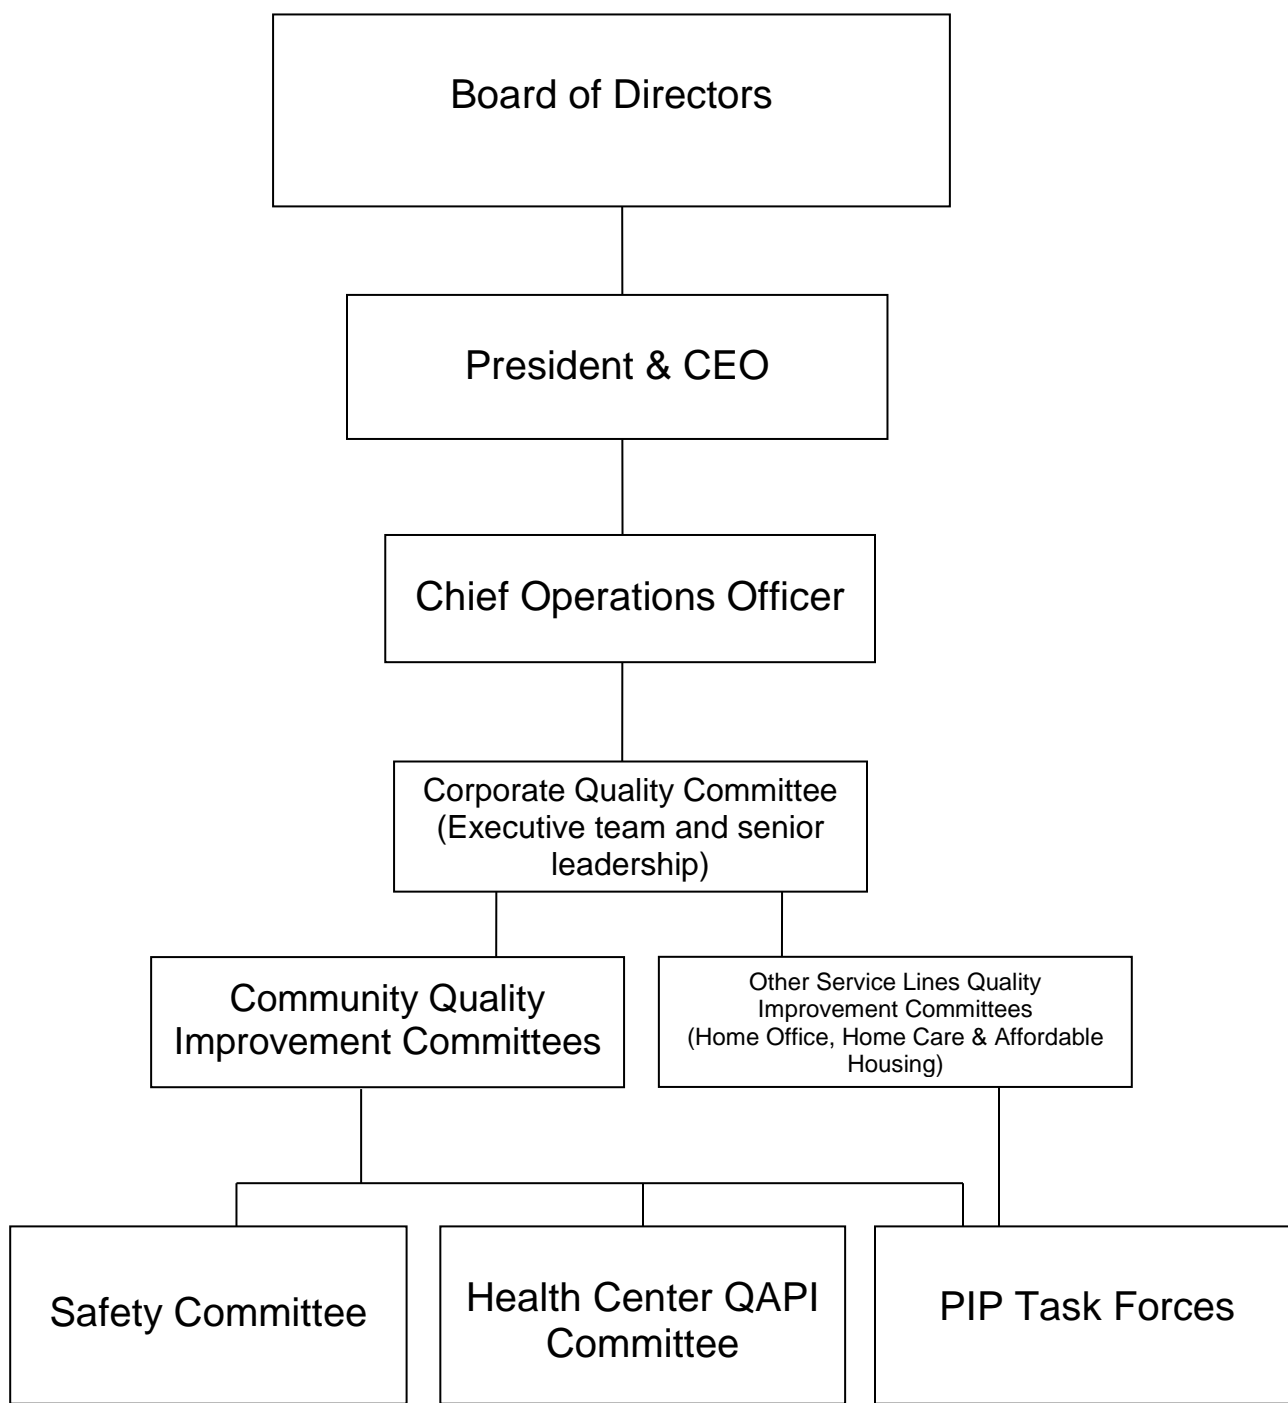 Board of Directors
President & CEO
Chief Operations Officer
Corporate Quality Committee
(Executive team and senior
leadership)
Community Quality
Improvement Committees
Other Service Lines Quality
Improvement Committees
(Home Office, Home Care & Affordable
Housing)
Safety Committee
Health Center QAPI
Committee
PIP Task Forces